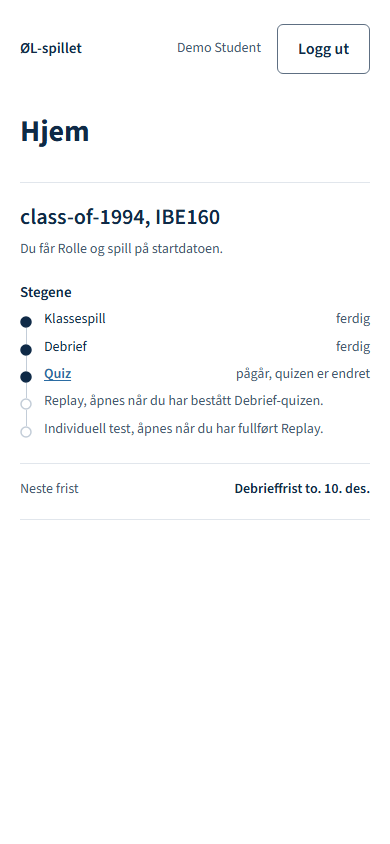 ØL-spillet
Demo Student
Logg ut
Hjem
class-of-1994, IBE160
Du får Rolle og spill på startdatoen.
Stegene
Klassespill ferdig
Debrief ferdig
Quiz pågår, quizen er endret
Replay, åpnes når du har bestått Debrief-quizen.
Individuell test, åpnes når du har fullført Replay.
Neste frist Debrieffrist to. 10. des.